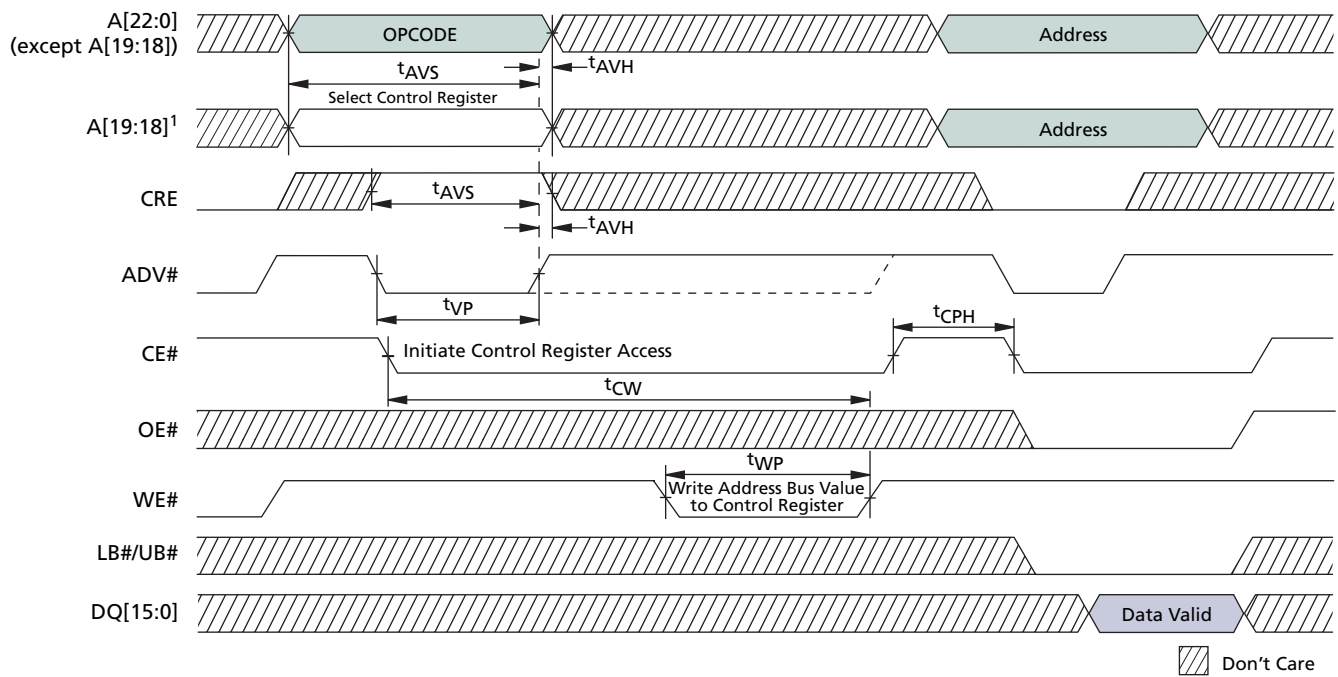 A[22:0]
(except A[19:18])
OPCODE
Address
tAVS
tAVH
Select Control Register
A[19:18]1
Address
CRE
tAVS
tAVH
ADV#
tVP
tCPH
CE#
Initiate Control Register Access
tCW
OE#
tWP
WE#
Write Address Bus Value
to Control Register
LB#/UB#
DQ[15:0]
Data Valid
Don't Care